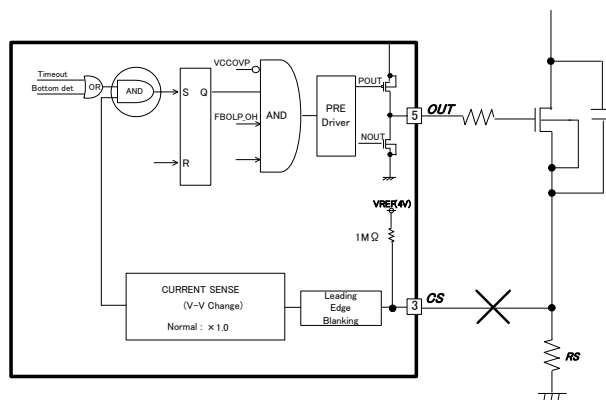 Timeout
Bottom det
OR
AND
S Q
R
VCCOVP
FBOLP_OH
AND
PRE
Driver
POUT
NOUT
5 OUT
VREF(4V)
1MΩ
CURRENT SENSE
(V-V Change)
Normal : ×1.0
Leading
Edge
Blanking
3 CS
RS